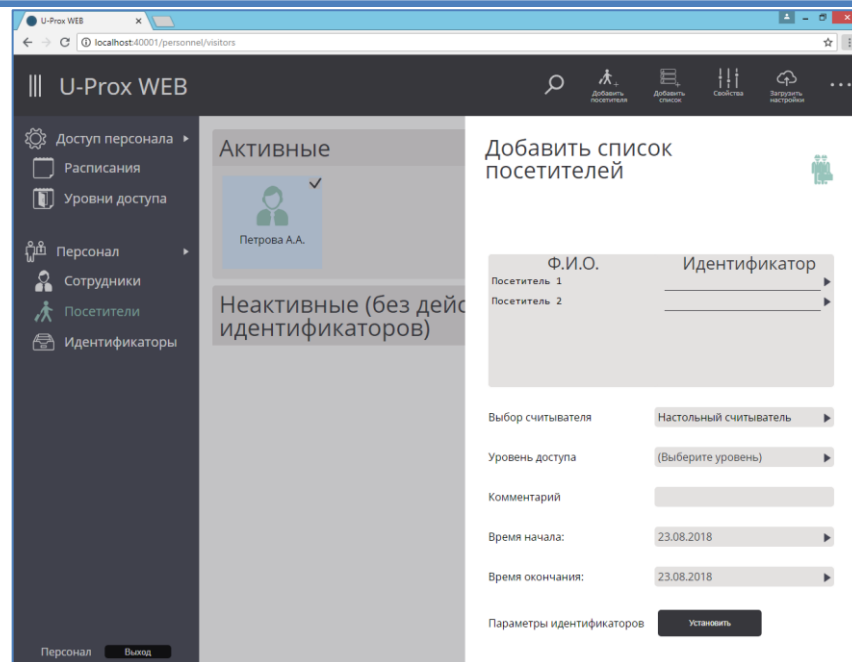 U-Prox WEB
localhost:40001/personnel/visitors
U-Prox WEB
Добавить посетителя
Добавить список
Свойства
Загрузить настройки
Доступ персонала
Расписания
Уровни доступа
Персонал
Сотрудники
Посетители
Идентификаторы
Персонал
Выход
Активные
Петрова А.А.
Неактивные (без дейс
идентификаторов)
Добавить список
посетителей
Ф.И.О. Идентификатор
Посетитель 1
Посетитель 2
Выбор считывателя Настольный считыватель
Уровень доступа (Выберите уровень)
Комментарий
Время начала: 23.08.2018
Время окончания: 23.08.2018
Параметры идентификаторов Установить